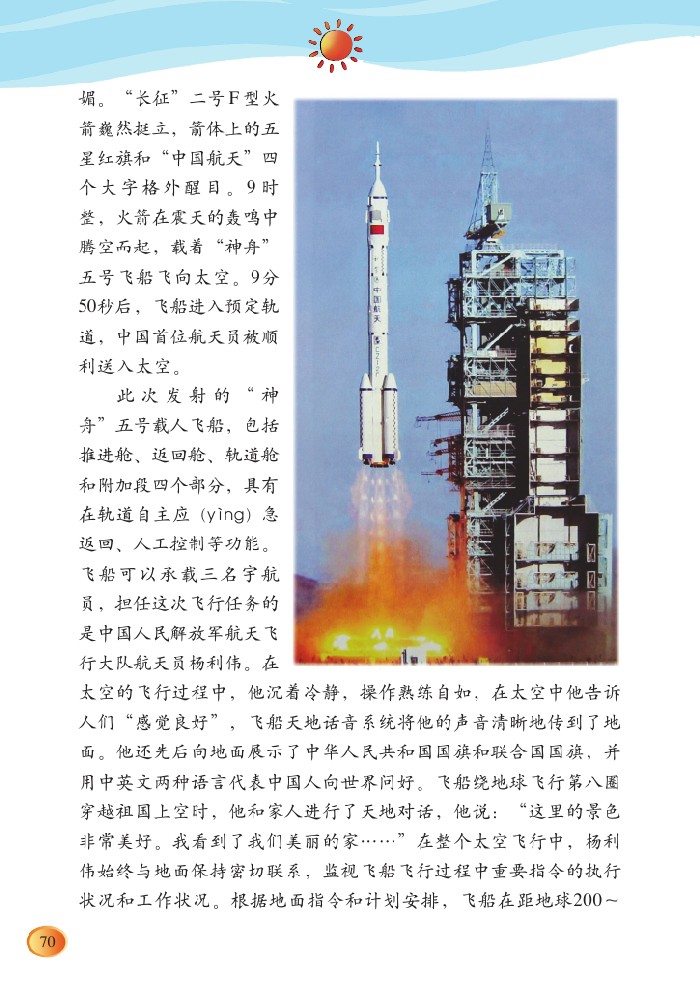 媚。“长征”二号F型火
箭巍然挺立，箭体上的五
星红旗和“中国航天”四
个大字格外醒目。9时
整，火箭在震天的轰鸣中
腾空而起，载着“神舟”
五号飞船飞向太空。9分
50秒后，飞船进入预定轨
道，中国首位航天员被顺
利送入太空。
此次发射的“神
舟”五号载人飞船，包括
推进舱、返回舱、轨道舱
和附加段四个部分，具有
在轨道自主应 (yìng) 急
返回、人工控制等功能。
飞船可以承载三名宇航
员，担任这次飞行任务的
是中国人民解放军航天飞
行大队航天员杨利伟。在
太空的飞行过程中，他沉着冷静，操作熟练自如，在太空中他告诉
人们“感觉良好”，飞船天地话音系统将他的声音清晰地传到了地
面。他还先后向地面展示了中华人民共和国国旗和联合国国旗，并
用中英文两种语言代表中国人向世界问好。飞船绕地球飞行第八圈
穿越祖国上空时，他和家人进行了天地对话，他说：“这里的景色
非常美好。我看到了我们美丽的家……”在整个太空飞行中，杨利
伟始终与地面保持密切联系，监视飞船飞行过程中重要指令的执行
状况和工作状况。根据地面指令和计划安排，飞船在距地球200～
中国航天
70